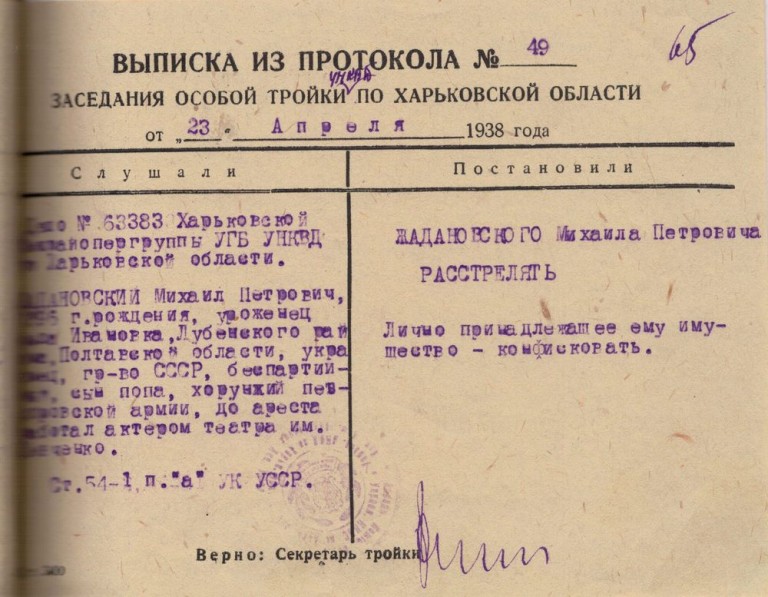 65
ВЫПИСКА ИЗ ПРОТОКОЛА № 49
УНКВД
ЗАСЕДАНИЯ ОСОБОЙ ТРОЙКИ ПО ХАРЬКОВСКОЙ ОБЛАСТИ
от „23" Апреля 1938 года
Слушали
№ 63383 Харьковской
УГБ УНКВД
Харьковской области.
Михаил Петрович,
г.рождения, уроженец
Ивановка,Лубенского рай
Полтавской области, укра
гр-во СССР, беспартий-
сын попа, хорунжий пет-
армии, до ареста
актером театра им.
Ст.54-1 п."а" УК УССР.
Постановили
ЖАДАНОВСКОГО Михаила Петровича
РАССТРЕЛЯТЬ
Лично принадлежащее ему иму-
щество - конфисковать.
Верно: Секретарь тройки